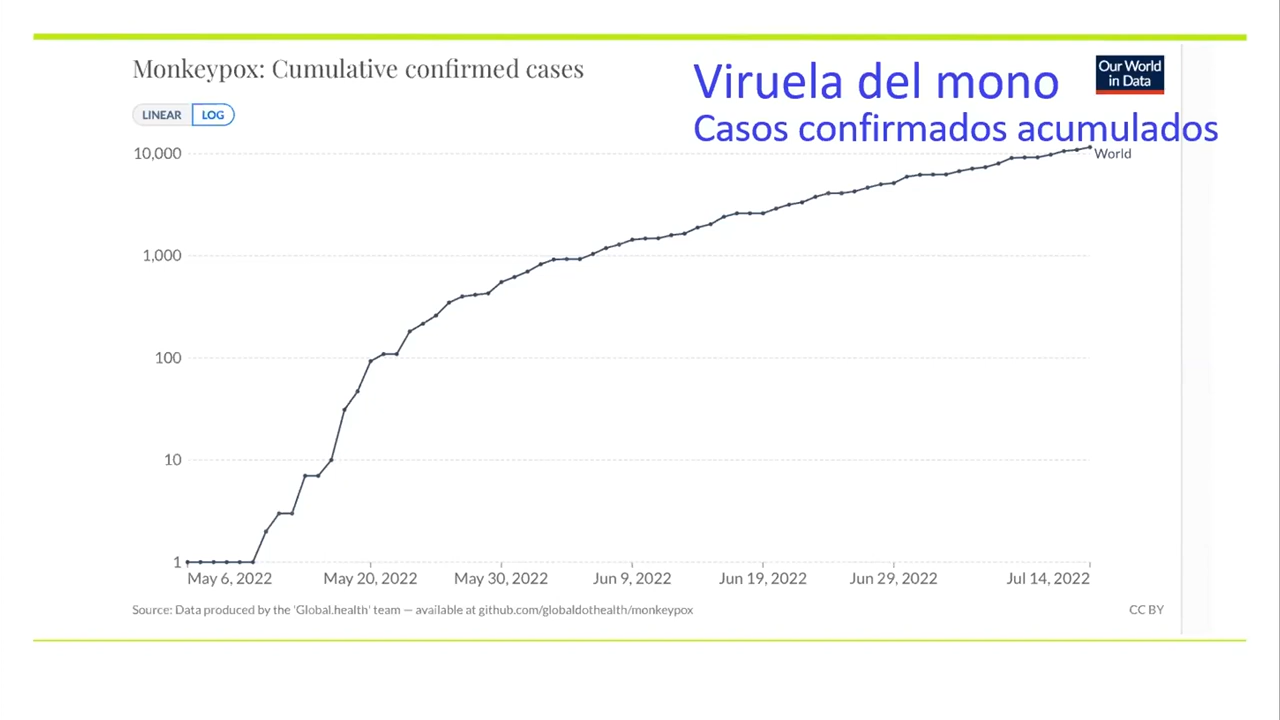 Monkeypox: Cumulative confirmed cases
Viruela del mono
Our World
in Data
LINEAR
LOG
Casos confirmados acumulados
10,000
World
1,000
100
10
1
May 6, 2022
May 20, 2022
May 30, 2022
Jun 9, 2022
Jun 19, 2022
Jun 29, 2022
Jul 14, 2022
Source: Data produced by the 'Global.health' team — available at github.com/globaldothealth/monkeypox
CC BY